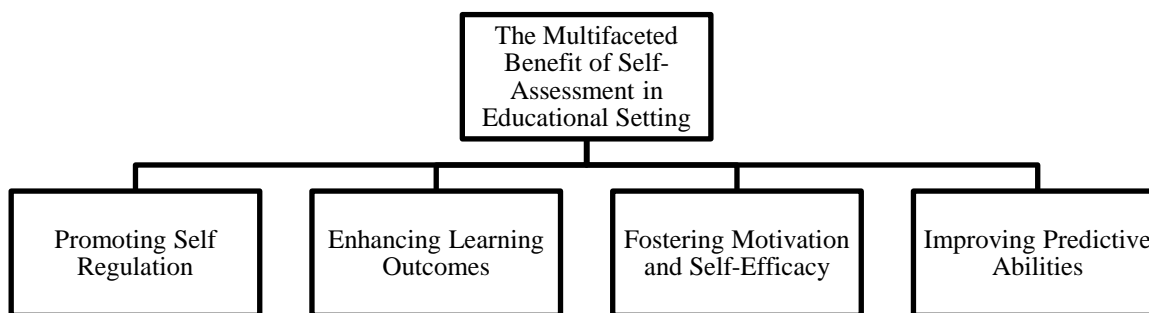 The Multifaceted
Benefit of Self-
Assessment in
Educational Setting
Promoting Self
Regulation
Enhancing Learning
Outcomes
Fostering Motivation
and Self-Efficacy
Improving Predictive
Abilities